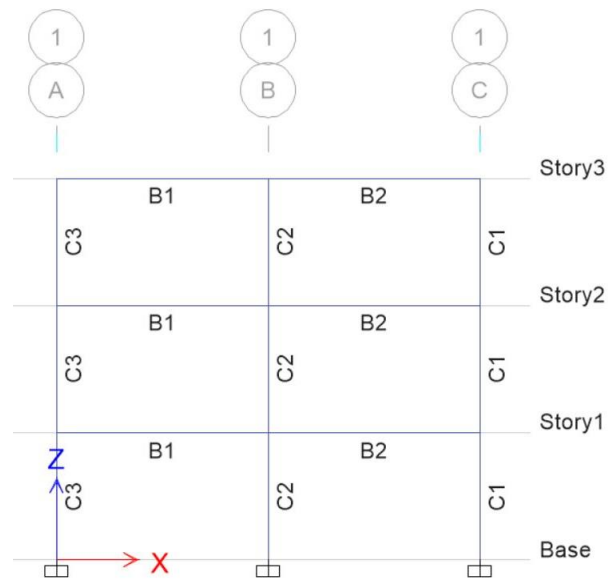 1 1 1
A B C
Story3
B1 B2
C3 C2 C1
Story2
B1 B2
C3 C2 C1
Story1
B1 B2
Z
C3 C2 C1
X
Base